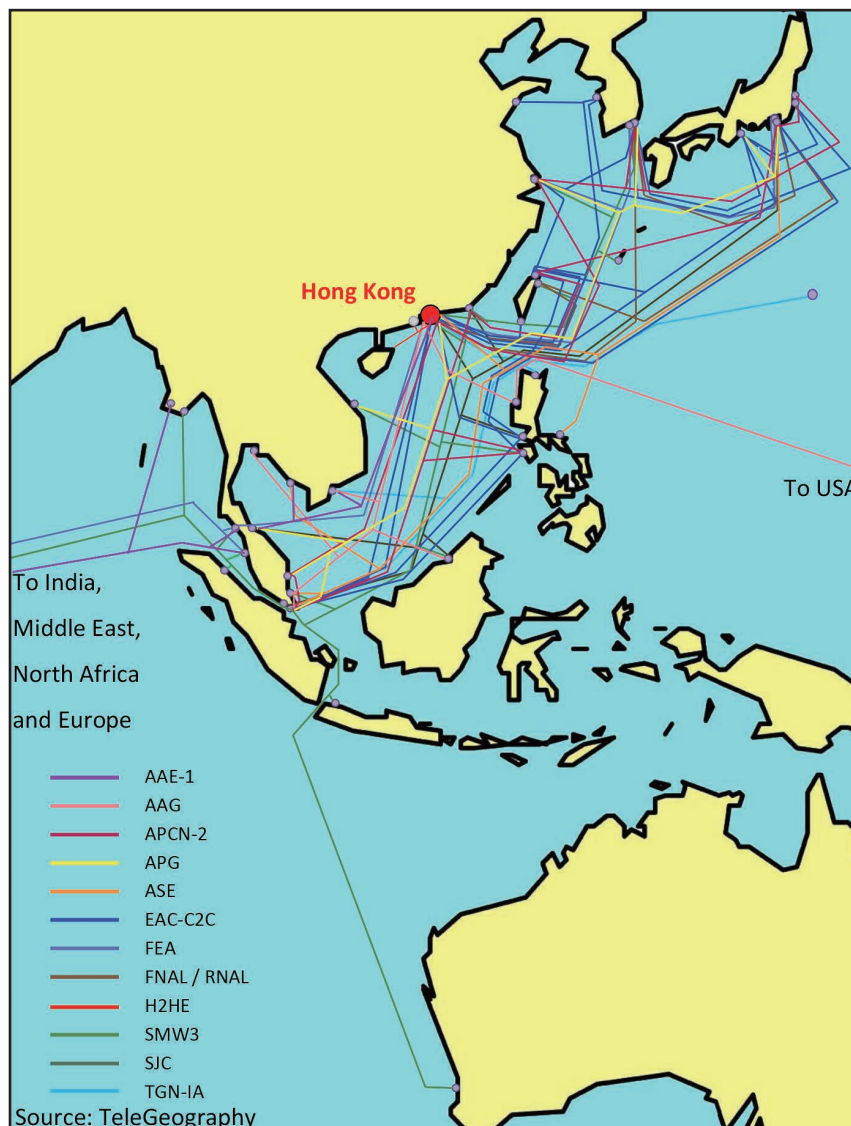 Hong Kong
To USA
To India,
Middle East,
North Africa
and Europe
AAE-1
AAG
APCN-2
APG
ASE
EAC-C2C
FEA
FNAL / RNAL
H2HE
SMW3
SJC
TGN-IA
Source: TeleGeography